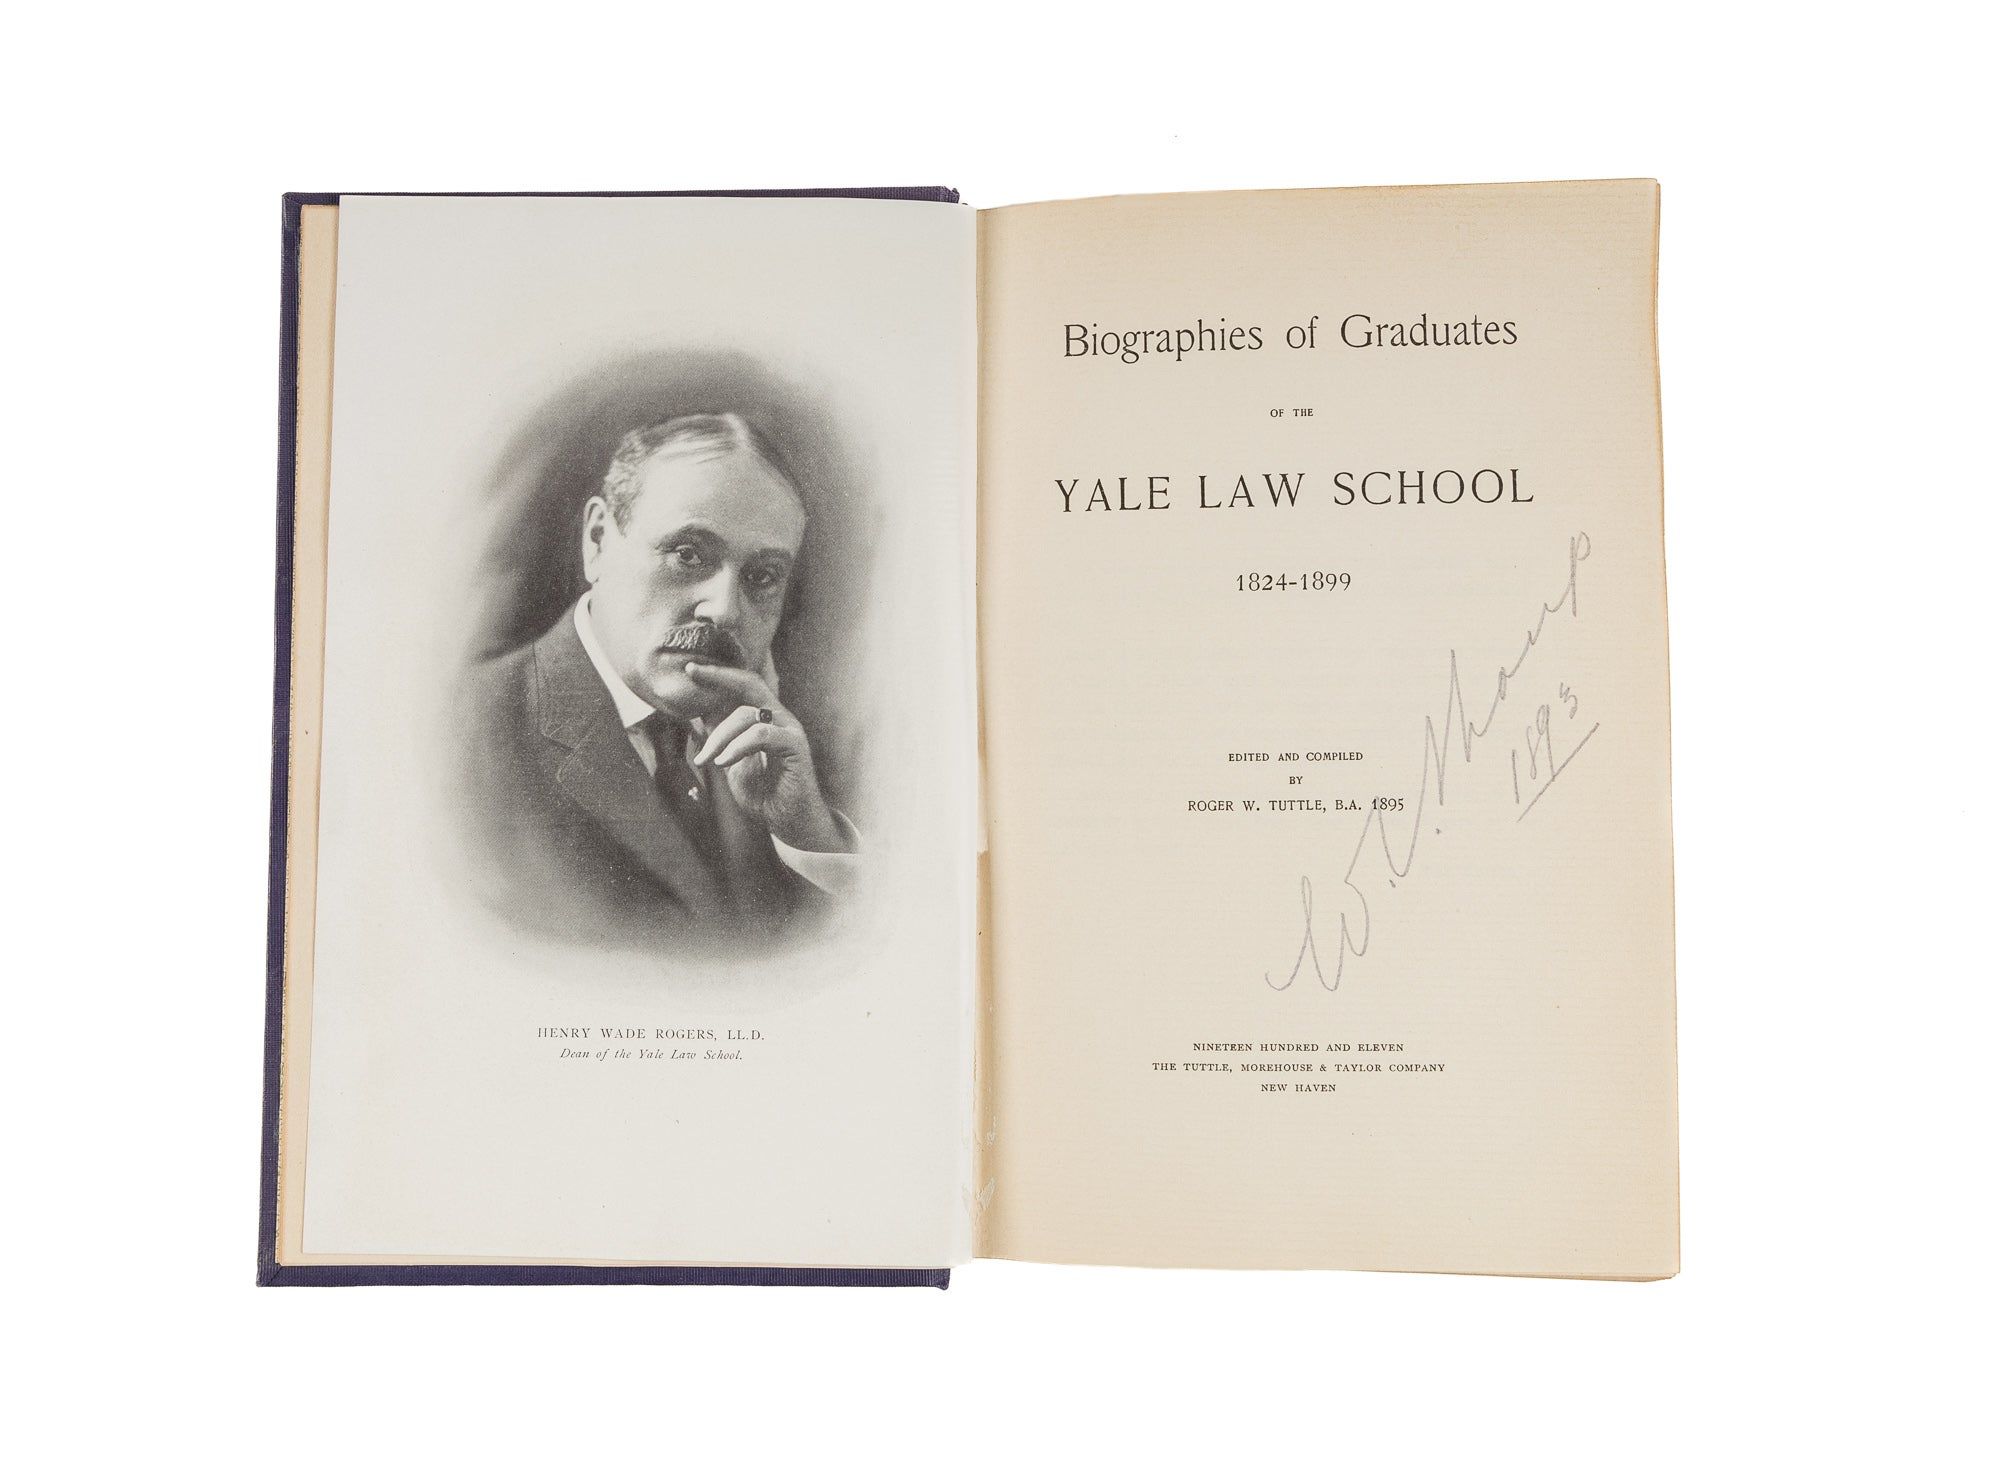 HENRY WADE ROGERS, LL.D.
Dean of the Yale Law School.
Biographies of Graduates
OF THE
YALE LAW SCHOOL
1824-1899
EDITED AND COMPILED
BY
ROGER W. TUTTLE, B.A. 1895
W. C.
1893
NINETEEN HUNDRED AND ELEVEN
THE TUTTLE, MOREHOUSE & TAYLOR COMPANY
NEW HAVEN